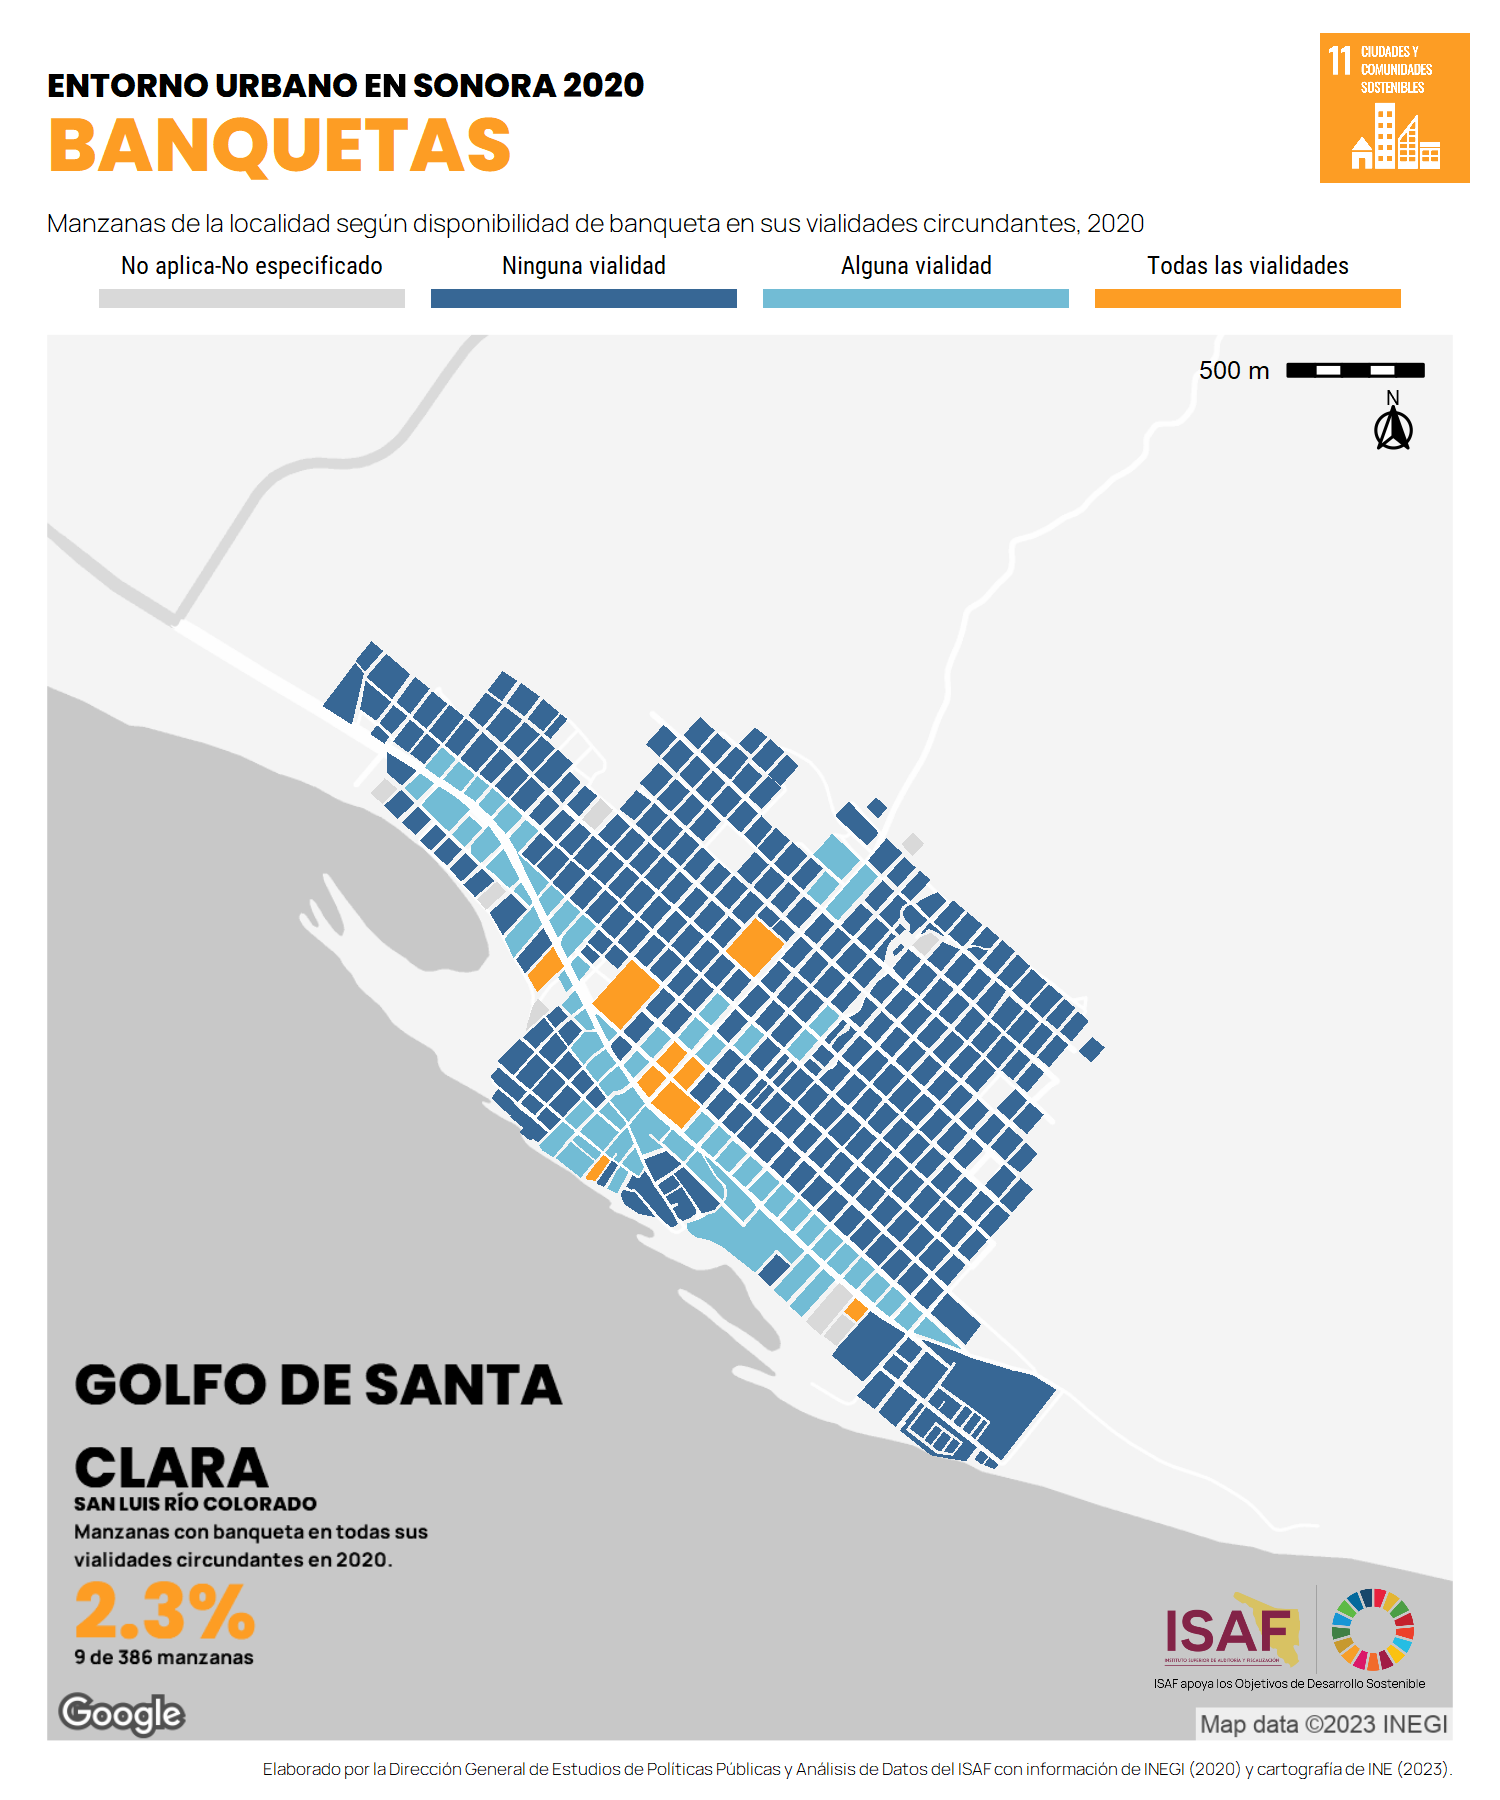 ENTORNO URBANO EN SONORA 2020
BANQUETAS
11 CIUDADES Y
COMUNIDADES
SOSTENIBLES
Manzanas de la localidad según disponibilidad de banqueta en sus vialidades circundantes, 2020
No aplica-No especificado
Ninguna vialidad
Alguna vialidad
Todas las vialidades
500 m
N
GOLFO DE SANTA
CLARA
SAN LUIS RÍO COLORADO
Manzanas con banqueta en todas sus
vialidades circundantes en 2020.
2.3%
9 de 386 manzanas
ISAF
INSTITUTO SUPERIOR DE AUDITORÍA Y FISCALIZACIÓN
ISAF apoya los Objetivos de Desarrollo Sostenible
Google
Map data ©2023 INEGI
Elaborado por la Dirección General de Estudios de Políticas Públicas y Análisis de Datos del ISAF con información de INEGI (2020) y cartografía de INE (2023).